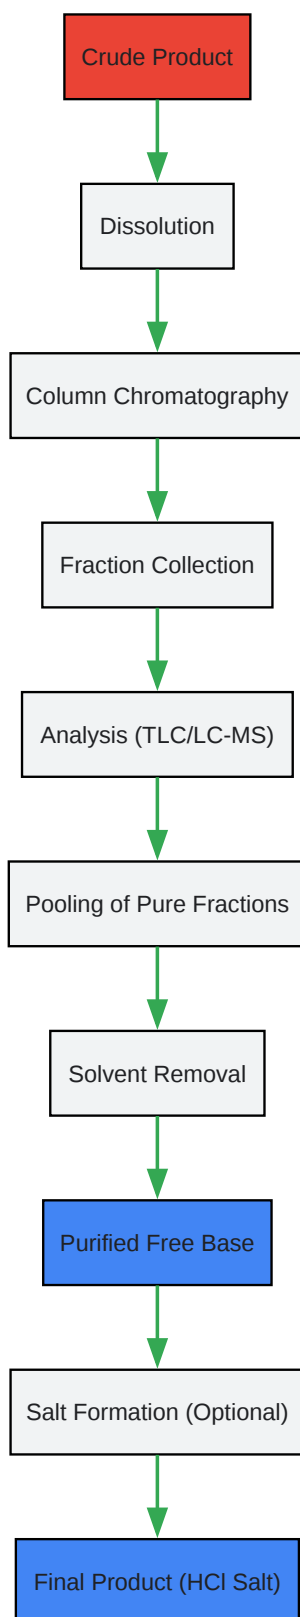 Crude Product
Dissolution
Column Chromatography
Fraction Collection
Analysis (TLC/LC-MS)
Pooling of Pure Fractions
Solvent Removal
Purified Free Base
Salt Formation (Optional)
Final Product (HCl Salt)